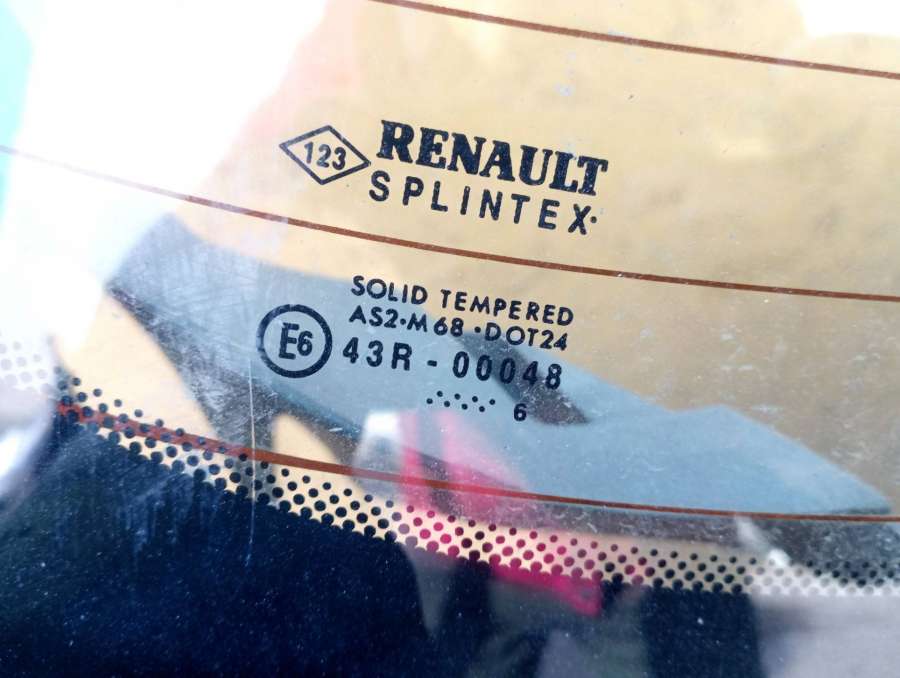 123 RENAULT
SPLINTEX
SOLID TEMPERED
AS2·M68·DOT24
E6 43R-00048
6